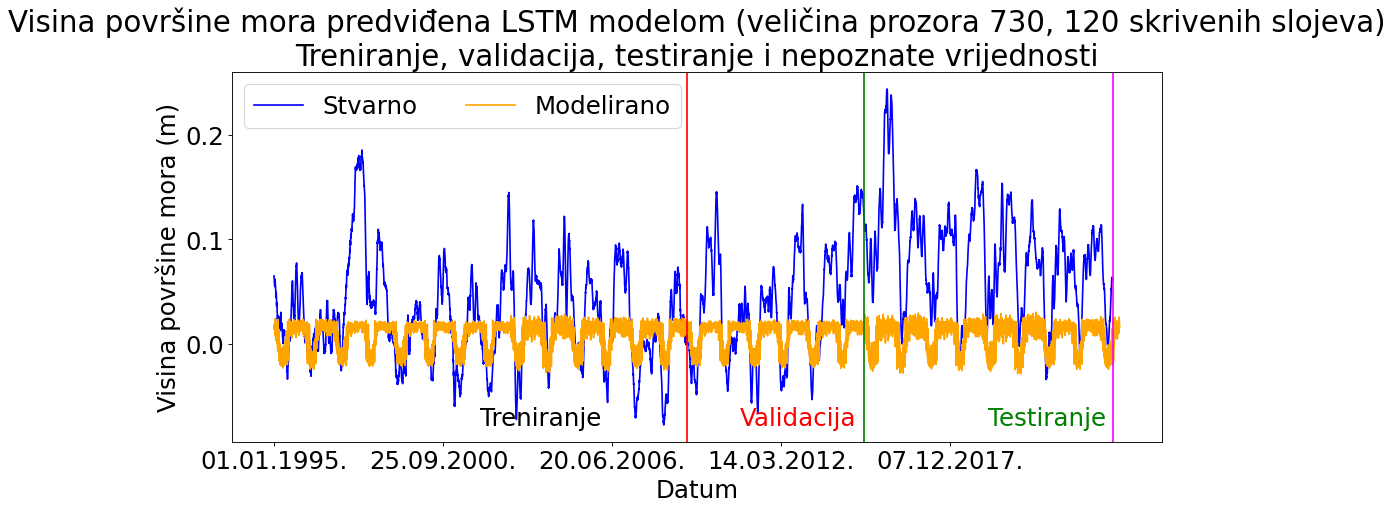 Visina površine mora predviđena LSTM modelom (veličina prozora 730, 120 skrivenih slojeva)
Treniranje, validacija, testiranje i nepoznate vrijednosti
Stvarno
Modelirano
Visina površine mora (m)
0.2
0.1
0.0
Treniranje
Validacija
Testiranje
01.01.1995.
25.09.2000.
20.06.2006.
14.03.2012.
07.12.2017.
Datum